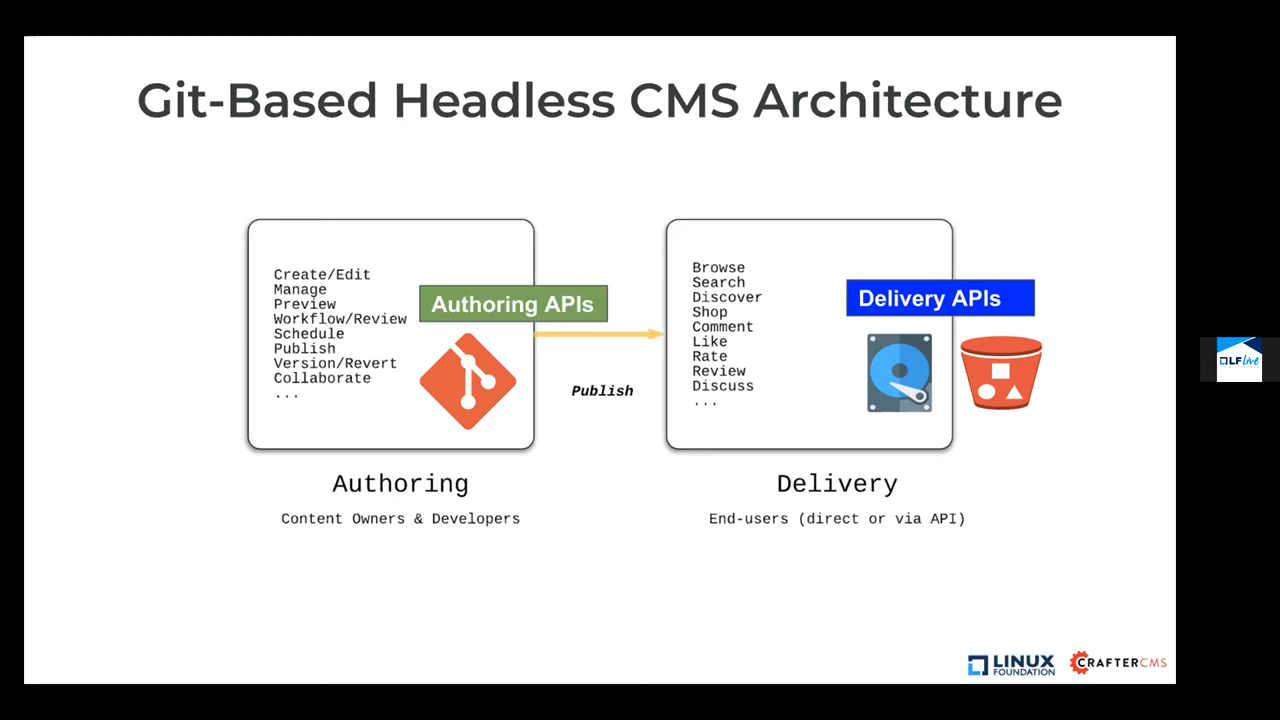 Git-Based Headless CMS Architecture
Create/Edit
Manage
Preview
Workflow/Review
Schedule
Publish
Version/Revert
Collaborate
...
Authoring APIs
Publish
Browse
Search
Discover
Shop
Comment
Like
Rate
Review
Discuss
...
Delivery APIs
Authoring
Content Owners & Developers
Delivery
End-users (direct or via API)
LF live
LINUX
FOUNDATION
CRAFTERCMS